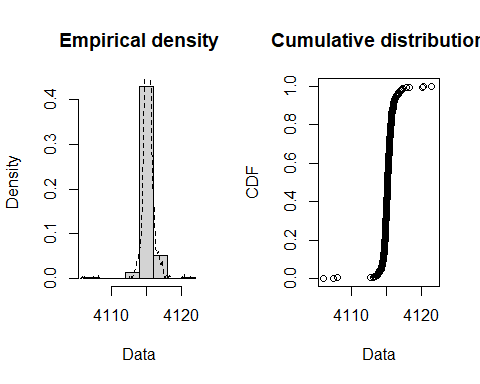 Empirical density
Density
0.0 0.1 0.2 0.3 0.4
4110 4120
Data
Cumulative distribution
CDF
0.0 0.2 0.4 0.6 0.8 1.0
4110 4120
Data